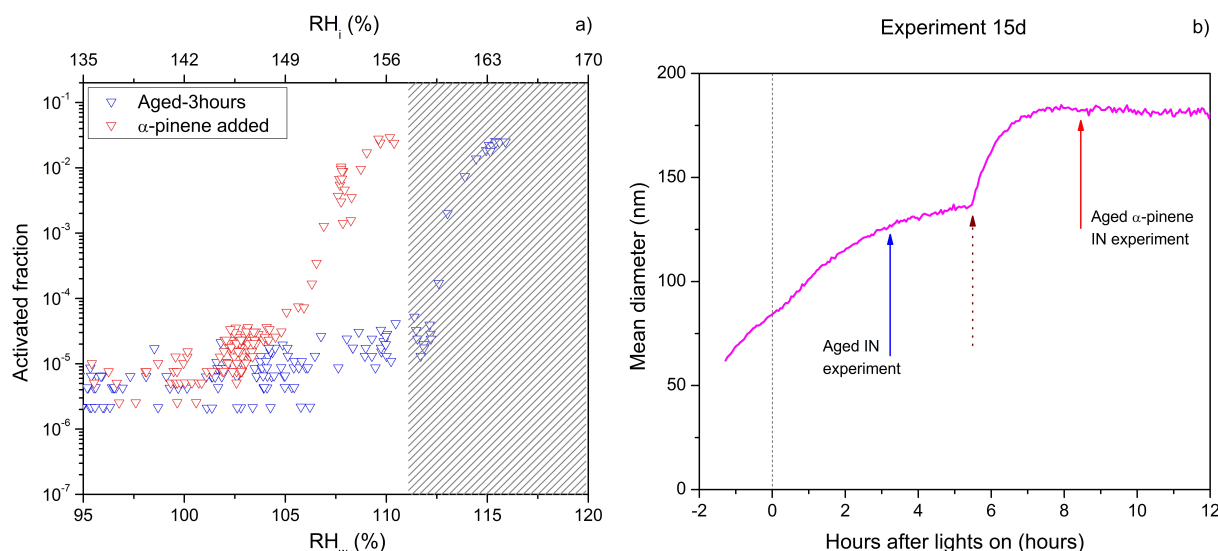 RHᵢ (%)
a)
135 142 149 156 163 170
Aged-3hours
α-pinene added
Activated fraction
10⁻¹
10⁻²
10⁻³
10⁻⁴
10⁻⁵
10⁻⁶
10⁻⁷
95 100 105 110 115 120
RH (%)
Experiment 15d
b)
Mean diameter (nm)
200
150
100
50
0
Aged IN
experiment
Aged α-pinene
IN experiment
-2 0 2 4 6 8 10 12
Hours after lights on (hours)